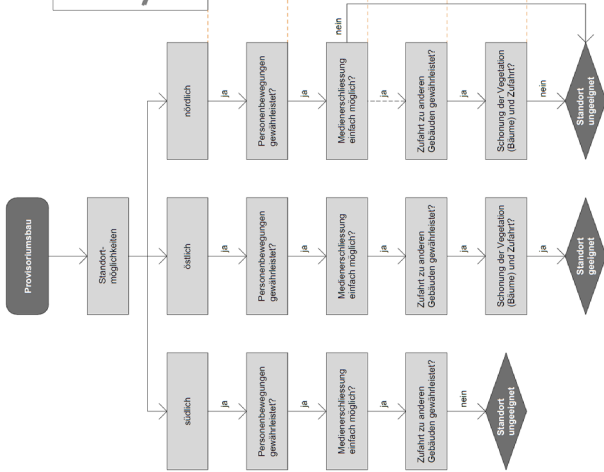 Provisoriumsbau
Standort-
möglichkeiten
südlich
ja
Personenbewegungen
gewährleistet?
ja
Medienerschliessung
einfach möglich?
ja
Zufahrt zu anderen
Gebäuden gewährleistet?
nein
Standort
ungeeignet
östlich
ja
Personenbewegungen
gewährleistet?
ja
Medienerschliessung
einfach möglich?
ja
Zufahrt zu anderen
Gebäuden gewährleistet?
ja
Schonung der Vegetation
(Bäume) und Zufahrt?
ja
Standort
geeignet
nördlich
ja
Personenbewegungen
gewährleistet?
ja
Medienerschliessung
einfach möglich?
nein
ja
Zufahrt zu anderen
Gebäuden gewährleistet?
ja
Schonung der Vegetation
(Bäume) und Zufahrt?
nein
Standort
ungeeignet